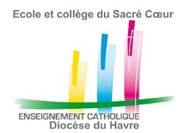 Ecole et collège du Sacré Cœur
ENSEIGNEMENT CATHOLIQUE
Diocèse du Havre